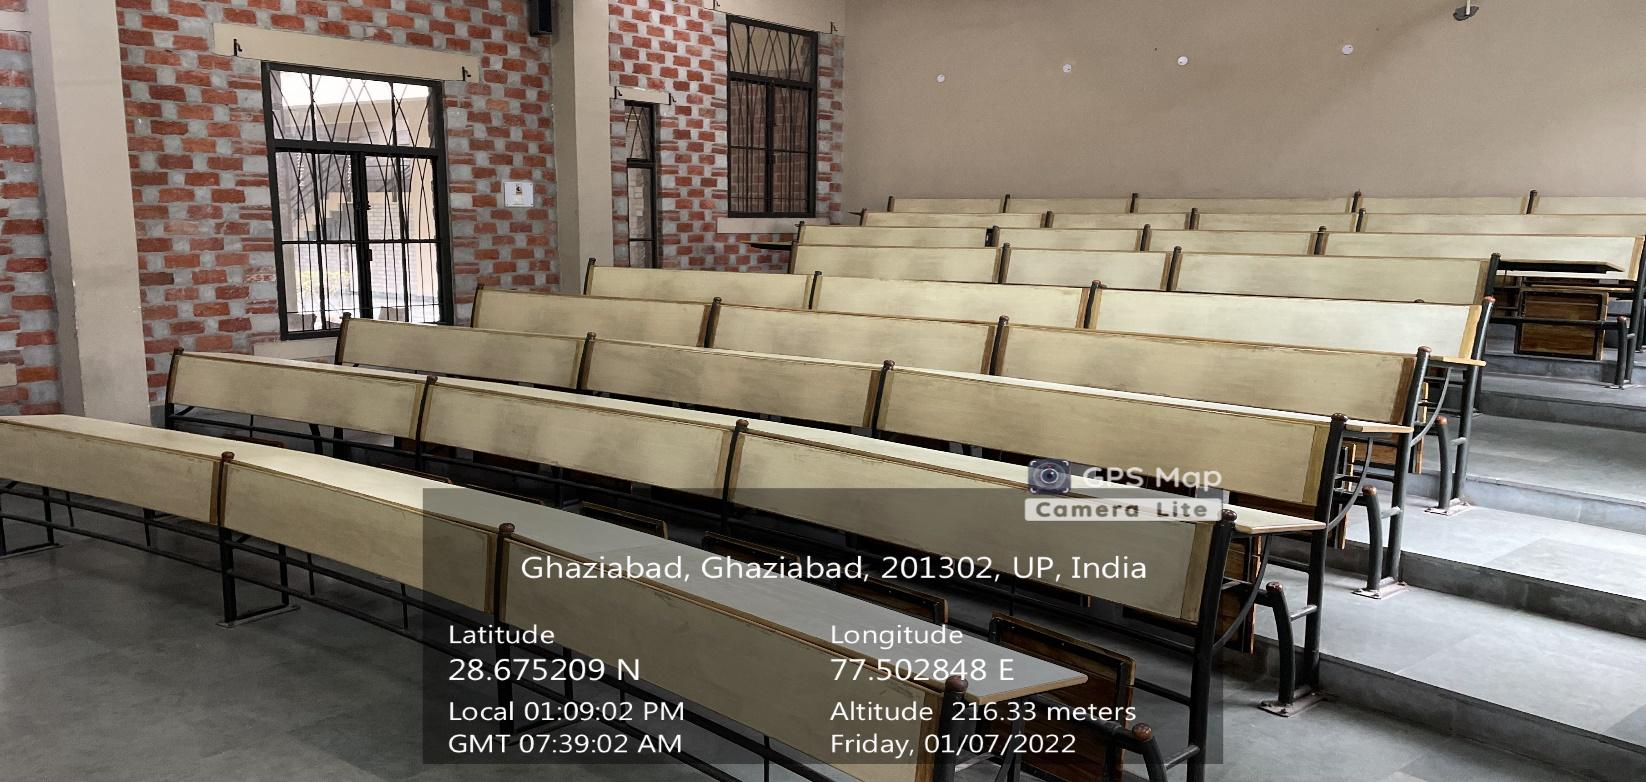 GPS Map
Camera Lite
Ghaziabad, Ghaziabad, 201302, UP, India
Latitude
28.675209 N
Longitude
77.502848 E
Local 01:09:02 PM
GMT 07:39:02 AM
Altitude 216.33 meters
Friday, 01/07/2022